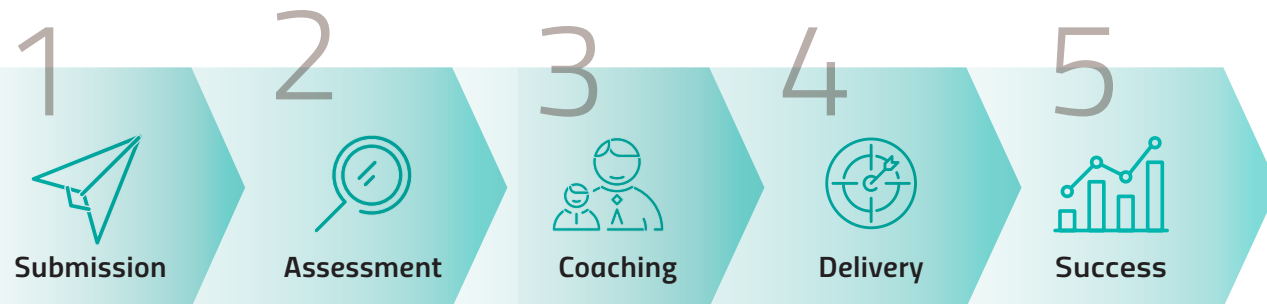 1
Submission
2
Assessment
3
Coaching
4
Delivery
5
Success